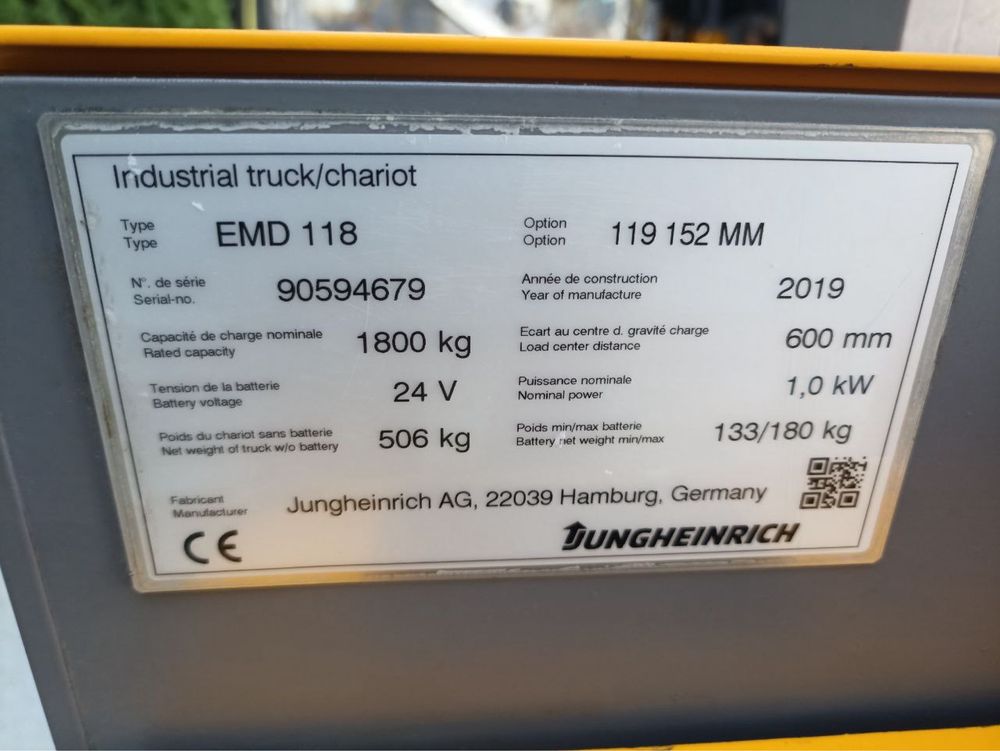 Industrial truck/chariot
Type EMD 118 Option 119 152 MM
Type Option
N°. de série 90594679 Année de construction 2019
Serial-no. Year of manufacture
Capacité de charge nominale 1800 kg Ecart au centre d. gravité charge 600 mm
Rated capacity Load center distance
Tension de la batterie 24 V Puissance nominale 1,0 kW
Battery voltage Nominal power
Poids du chariot sans batterie 506 kg Poids min/max batterie 133/180 kg
Net weight of truck w/o battery Battery net weight min/max
Fabricant Jungheinrich AG, 22039 Hamburg, Germany
Manufacturer
CE JUNGHEINRICH